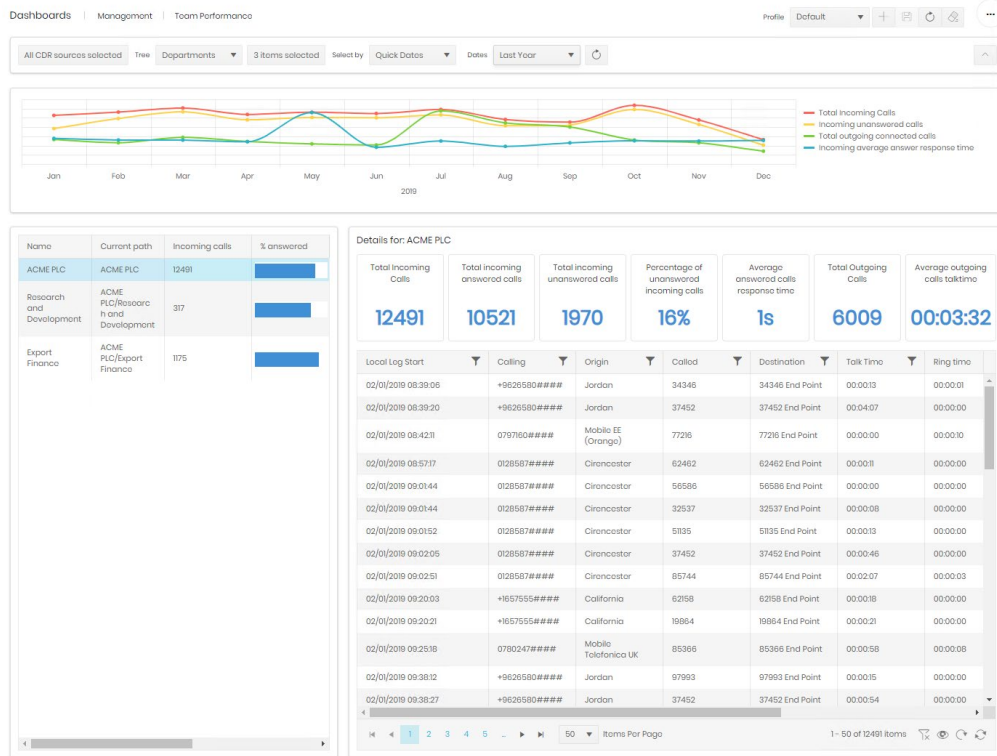 Dashboards Management Team Performance Profile Default
All CDR sources selected Tree Departments 3 items selected Select by Quick Dates Dates Last Year
Total Incoming Calls
Incoming unanswered calls
Total outgoing connected calls
Incoming average answer response time
Jan Feb Mar Apr May Jun Jul Aug Sep Oct Nov Dec
2019
Name Current path Incoming calls % answered
ACME PLC ACME PLC 12491
Research and Development ACME PLC/Research and Development 317
Export Finance ACME PLC/Export Finance 1175
Details for: ACME PLC
Total Incoming Calls Total incoming answered calls Total incoming unanswered calls Percentage of unanswered incoming calls Average answered calls response time Total Outgoing Calls Average outgoing calls talktime
12491 10521 1970 16% 1s 6009 00:03:32
Local Leg Start Calling Origin Called Destination Talk Time Ring time
02/01/2019 08:39:06 +9626580#### Jordan 34346 34346 End Point 00:00:13 00:00:01
02/01/2019 08:39:20 +9626580#### Jordan 37452 37452 End Point 00:04:07 00:00:00
02/01/2019 08:42:11 0797160#### Mobile EE (Orange) 77216 77216 End Point 00:00:00 00:00:10
02/01/2019 08:57:17 0128587#### Cirencester 62462 62462 End Point 00:00:11 00:00:00
02/01/2019 09:01:44 0128587#### Cirencester 56586 56586 End Point 00:00:00 00:00:00
02/01/2019 09:01:44 0128587#### Cirencester 32537 32537 End Point 00:00:08 00:00:00
02/01/2019 09:01:52 0128587#### Cirencester 51135 51135 End Point 00:00:13 00:00:00
02/01/2019 09:02:05 0128587#### Cirencester 37452 37452 End Point 00:00:46 00:00:00
02/01/2019 09:02:51 0128587#### Cirencester 85744 85744 End Point 00:02:07 00:00:03
02/01/2019 09:20:03 +1657555#### California 62158 62158 End Point 00:00:18 00:00:00
02/01/2019 09:20:21 +1657555#### California 19864 19864 End Point 00:00:21 00:00:00
02/01/2019 09:25:18 0780247#### Mobile Telefonica UK 85366 85366 End Point 00:00:58 00:00:08
02/01/2019 09:38:12 +9626580#### Jordan 97993 97993 End Point 00:00:15 00:00:00
02/01/2019 09:38:27 +9626580#### Jordan 37452 37452 End Point 00:00:54 00:00:00
1 2 3 4 5 ... 50 Items Per Page 1 - 50 of 12491 items